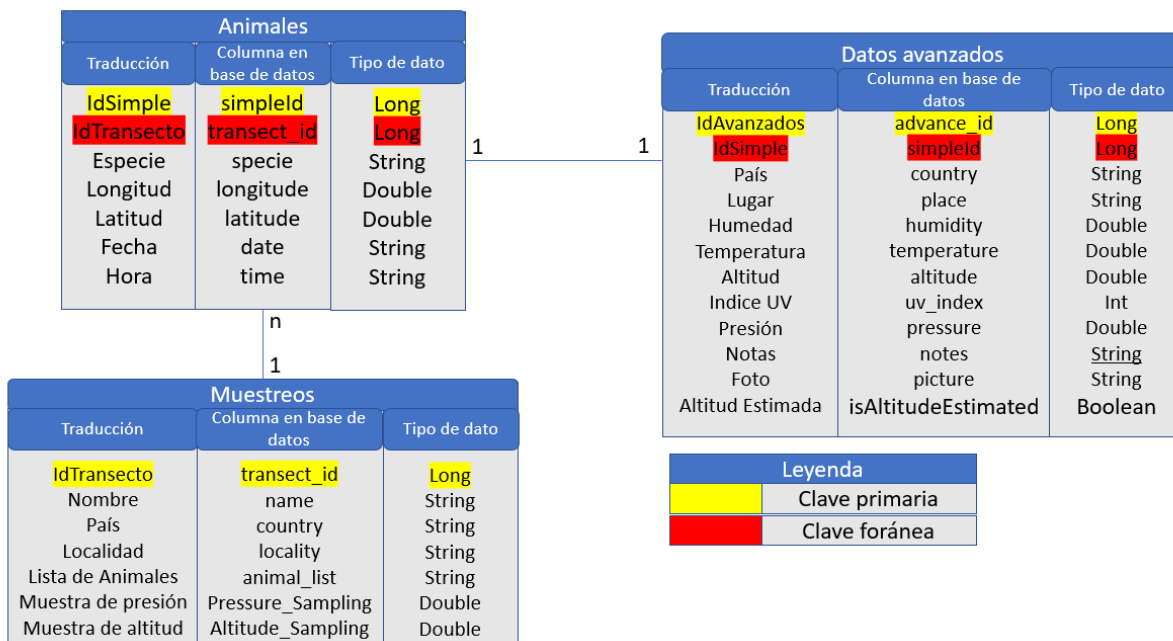 Animales
Traducción Columna en base de datos Tipo de dato
IdSimple simpleId Long
IdTransecto transect_id Long
Especie specie String
Longitud longitude Double
Latitud latitude Double
Fecha date String
Hora time String
1 1
n
1
Datos avanzados
Traducción Columna en base de datos Tipo de dato
IdAvanzados advance_id Long
IdSimple simpleId Long
País country String
Lugar place String
Humedad humidity Double
Temperatura temperature Double
Altitud altitude Double
Indice UV uv_index Int
Presión pressure Double
Notas notes String
Foto picture String
Altitud Estimada isAltitudeEstimated Boolean
Muestreos
Traducción Columna en base de datos Tipo de dato
IdTransecto transect_id Long
Nombre name String
País country String
Localidad locality String
Lista de Animales animal_list String
Muestra de presión Pressure_Sampling Double
Muestra de altitud Altitude_Sampling Double
Leyenda
Clave primaria
Clave foránea